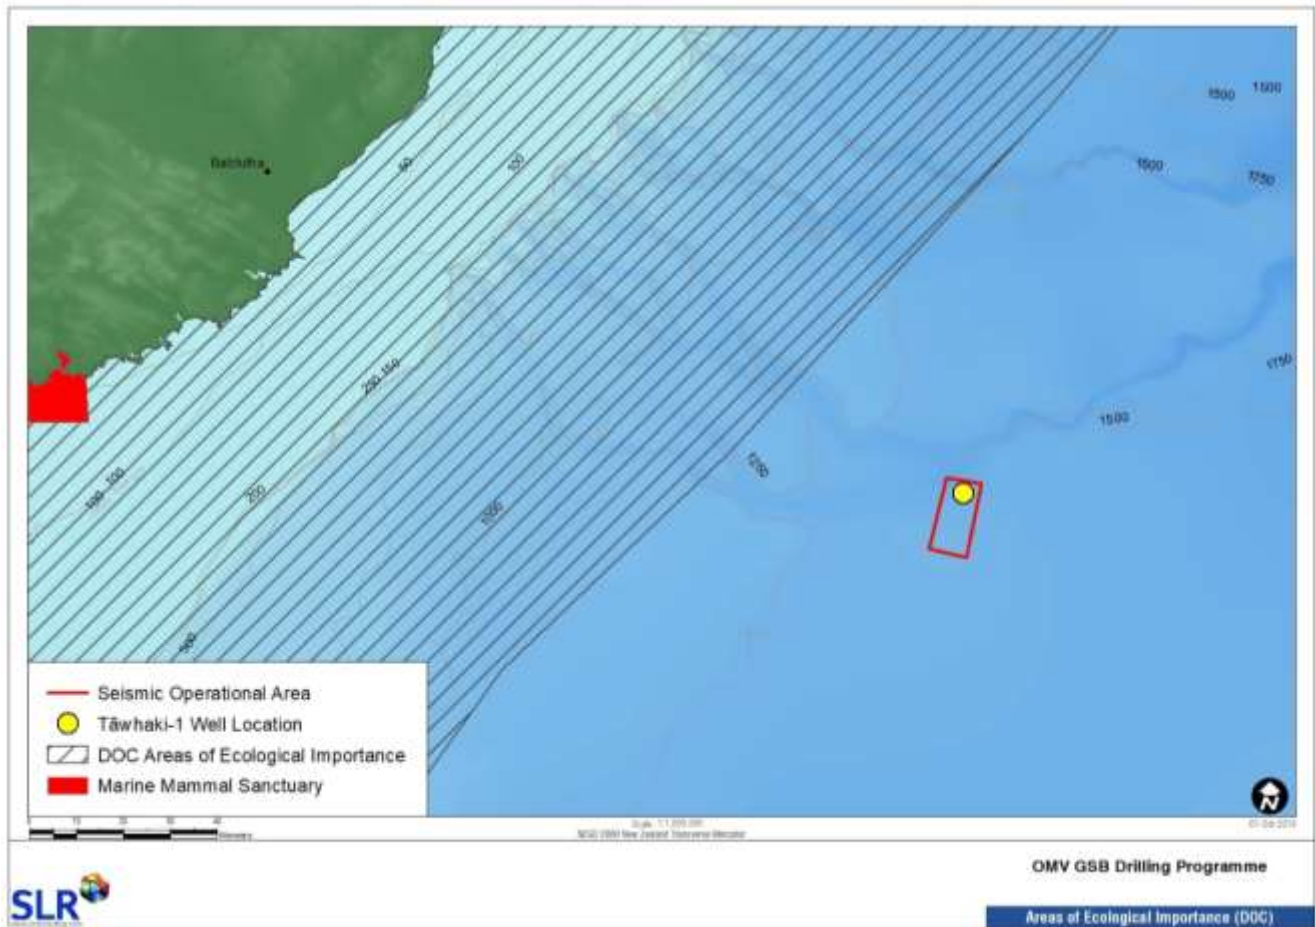 1500 1500
Balclutha
50
100
1500
1750
250-150
1750
1500
1250
100-100
200
1000
500
Seismic Operational Area
Tāwhaki-1 Well Location
DOC Areas of Ecological Importance
Marine Mammal Sanctuary
N
OMV GSB Drilling Programme
SLR
Areas of Ecological Importance (DOC)